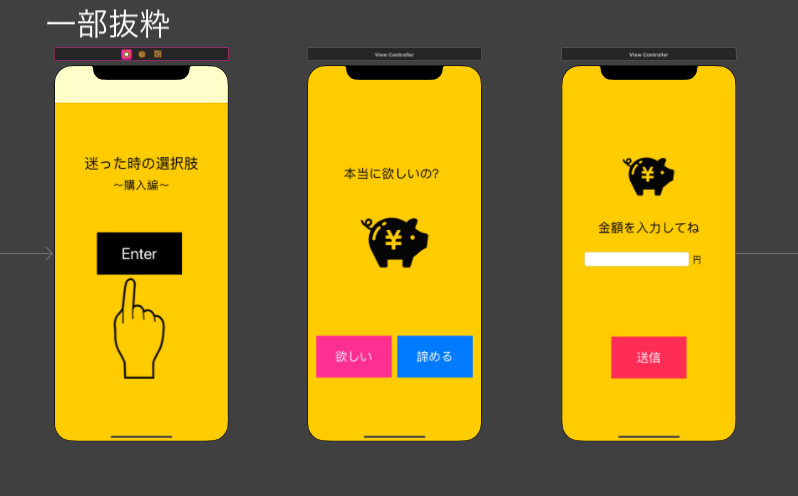 一部抜粋
View Controller
View Controller
迷った時の選択肢
〜購入編〜
Enter
本当に欲しいの?
¥
欲しい
諦める
¥
金額を入力してね
円
送信